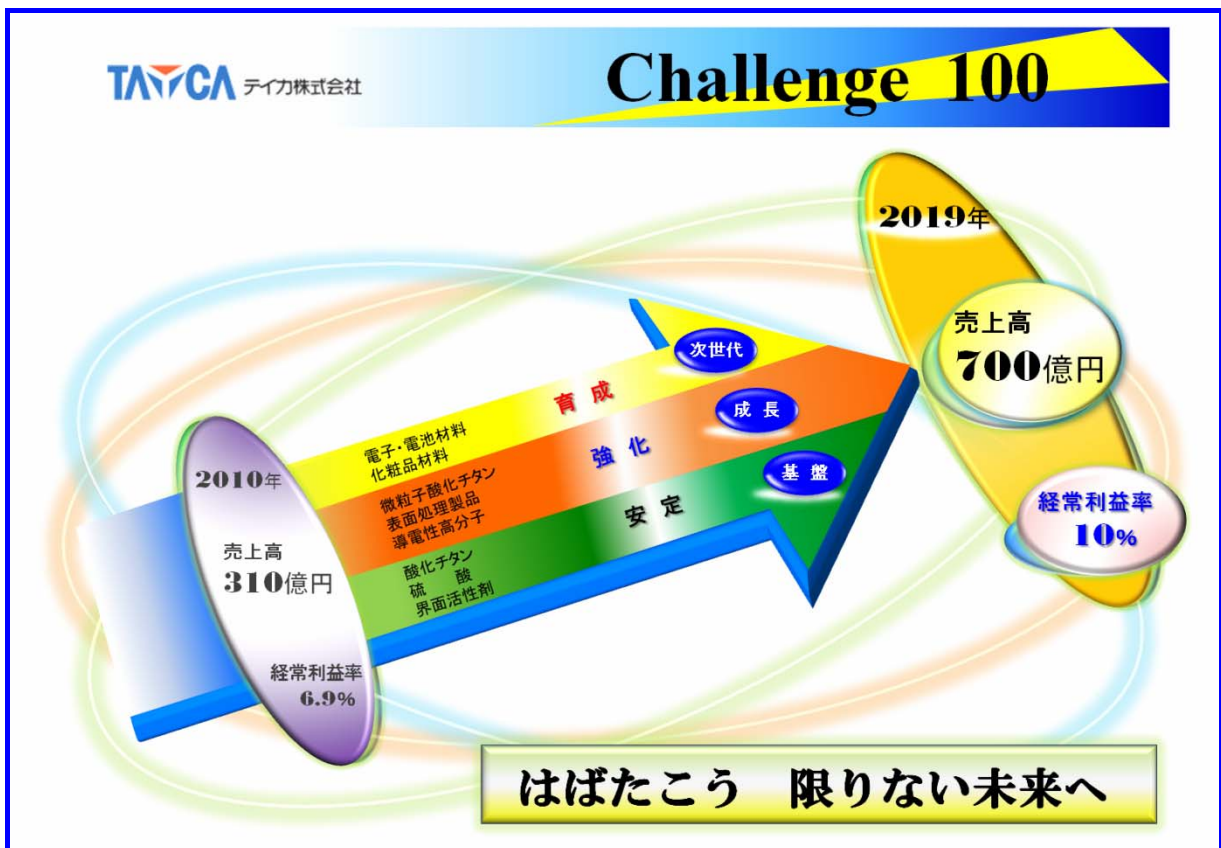 TAYCA テイカ株式会社
Challenge 100
2019年
売上高
700億円
経常利益率
10%
次世代
育成
電子・電池材料
化粧品材料
成長
強化
微粒子酸化チタン
表面処理製品
導電性高分子
基盤
安定
酸化チタン
硫　酸
界面活性剤
2010年
売上高
310億円
経常利益率
6.9%
はばたこう　限りない未来へ